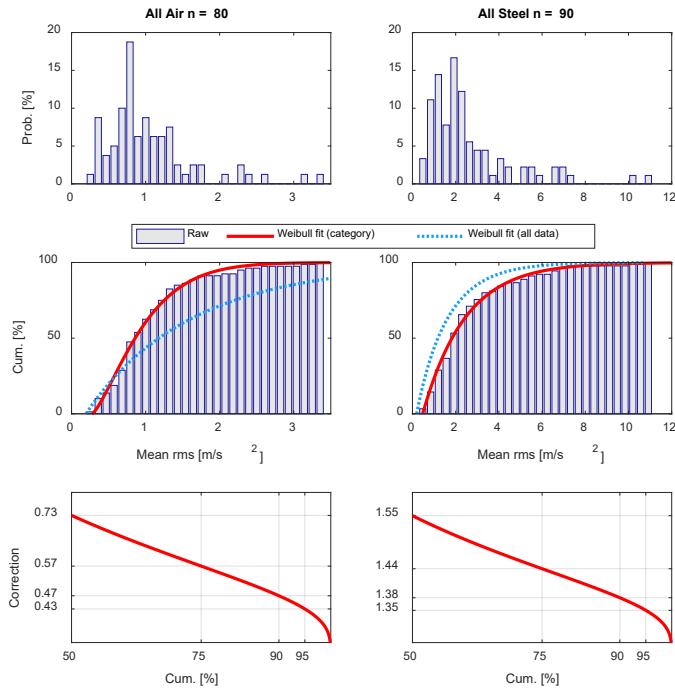 All Air n = 80
All Steel n = 90
20
15
10
5
0
Prob. [%]
1 2 3
20
15
10
5
0
0 2 4 6 8 10 12
Raw Weibull fit (category) Weibull fit (all data)
100
50
0
Cum. [%]
0 1 2 3
Mean rms [m/s 2 ]
100
50
0
0 2 4 6 8 10 12
Mean rms [m/s 2 ]
0.73
0.57
0.47
0.43
Correction
50 75 90 95
Cum. [%]
1.55
1.44
1.38
1.35
50 75 90 95
Cum. [%]